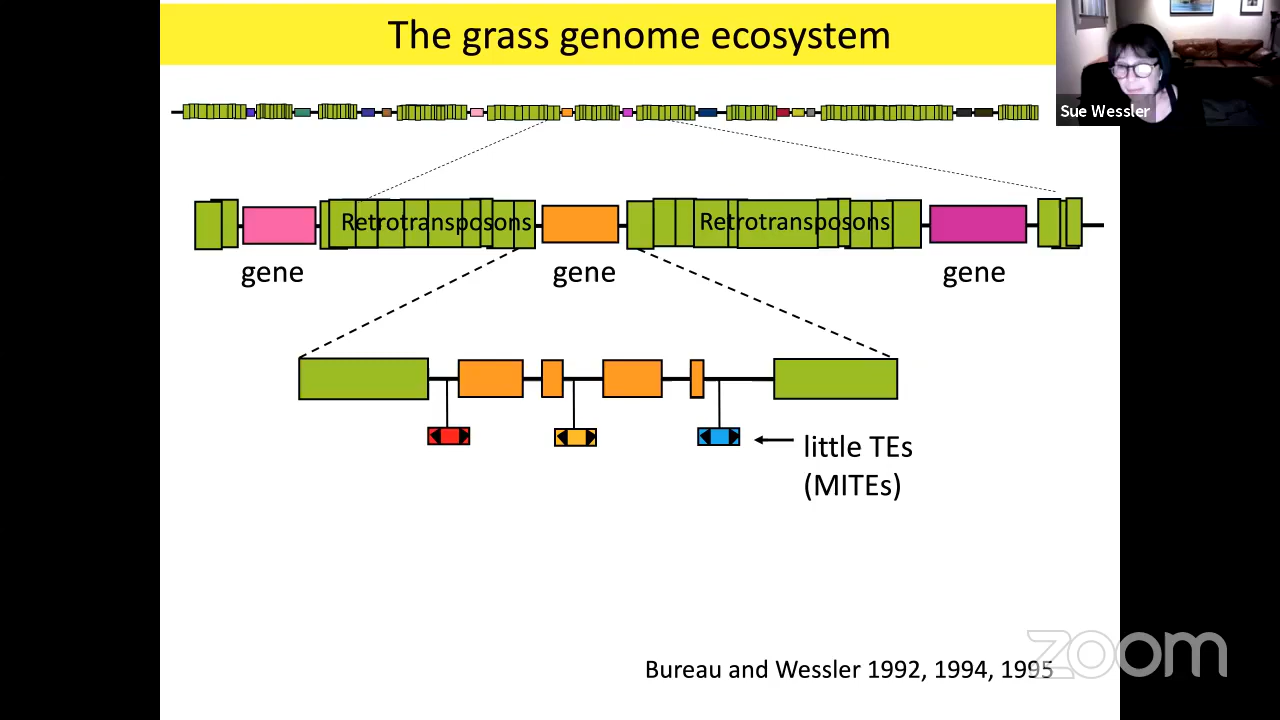 The grass genome ecosystem
Sue Wessler
Retrotransposons
Retrotransposons
gene
gene
gene
little TEs
(MITEs)
Bureau and Wessler 1992, 1994, 1995
zoom